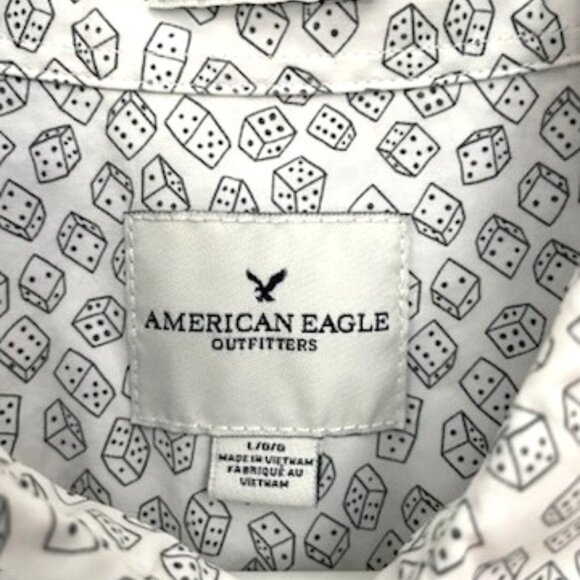 AMERICAN EAGLE
OUTFITTERS
L/G/G
MADE IN VIETNAM
FABRIQUÉ AU
VIETNAM